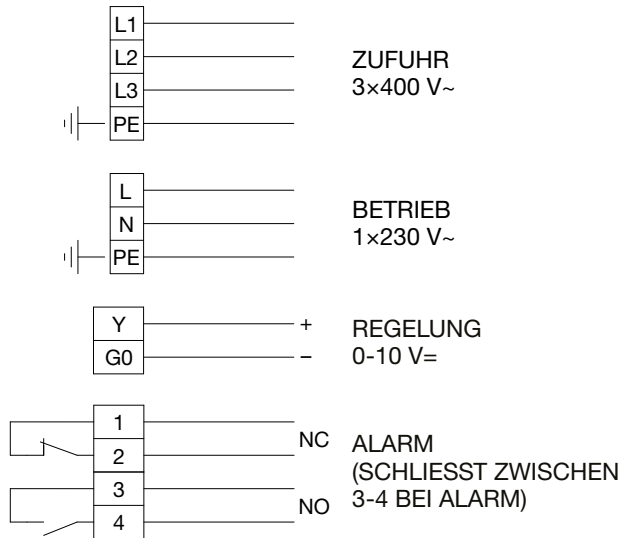 L1
L2
L3
PE
ZUFUHR
3×400 V~
L
N
PE
BETRIEB
1×230 V~
Y
+
G0
–
REGELUNG
0-10 V=
1
2
NC
3
4
NO
ALARM
(SCHLIESST ZWISCHEN
3-4 BEI ALARM)